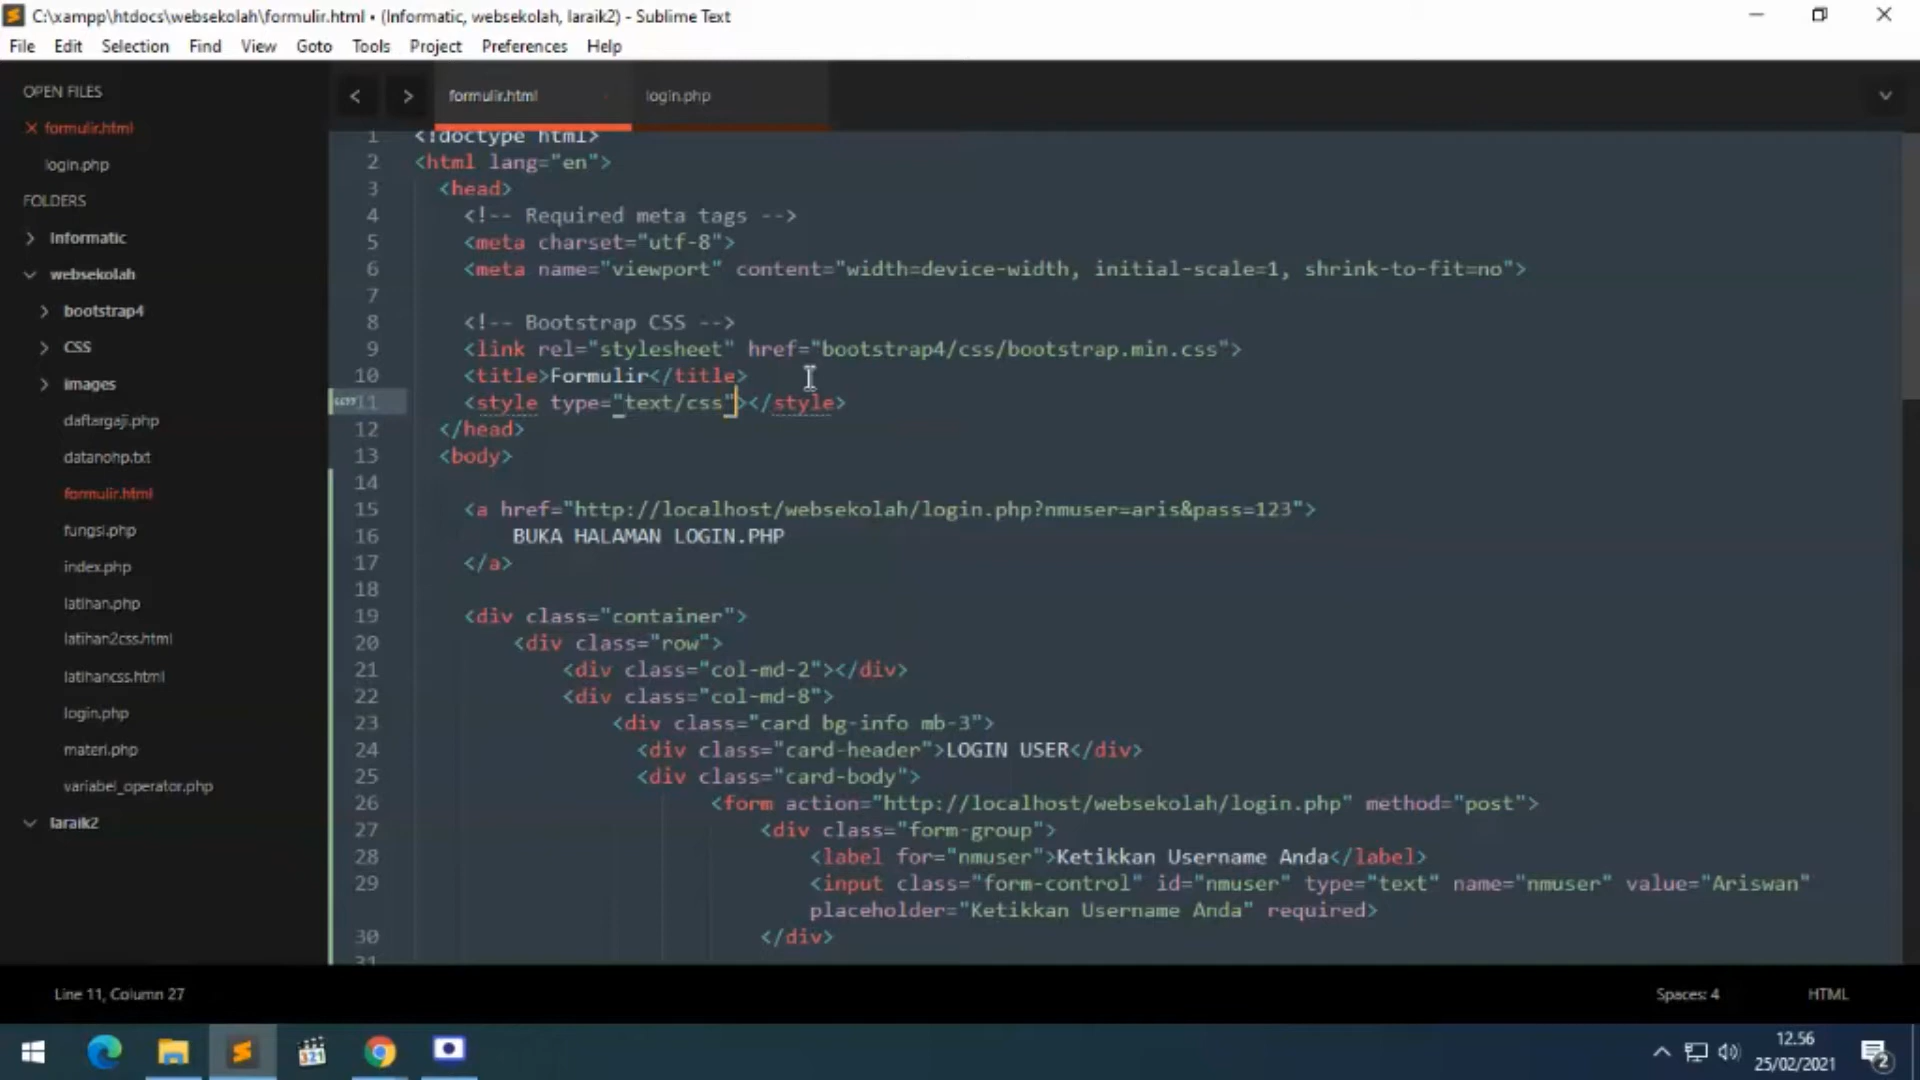 C:\xampp\htdocs\websekolah\formulir.html • (Informatic, websekolah, laraik2) - Sublime Text
File Edit Selection Find View Goto Tools Project Preferences Help
OPEN FILES
formulir.html
login.php
FOLDERS
Informatic
websekolah
bootstrap4
CSS
images
daftargaji.php
datanohp.txt
formulir.html
fungsi.php
index.php
latihan.php
latihan2css.html
latihancss.html
login.php
materi.php
variabel_operator.php
laraik2
formulir.html login.php
1 <!doctype html>
2 <html lang="en">
3 <head>
4 <!-- Required meta tags -->
5 <meta charset="utf-8">
6 <meta name="viewport" content="width=device-width, initial-scale=1, shrink-to-fit=no">
7
8 <!-- Bootstrap CSS -->
9 <link rel="stylesheet" href="bootstrap4/css/bootstrap.min.css">
10 <title>Formulir</title>
11 <style type="text/css"></style>
12 </head>
13 <body>
14
15 <a href="http://localhost/websekolah/login.php?nmuser=aris&pass=123">
16 BUKA HALAMAN LOGIN.PHP
17 </a>
18
19 <div class="container">
20 <div class="row">
21 <div class="col-md-2"></div>
22 <div class="col-md-8">
23 <div class="card bg-info mb-3">
24 <div class="card-header">LOGIN USER</div>
25 <div class="card-body">
26 <form action="http://localhost/websekolah/login.php" method="post">
27 <div class="form-group">
28 <label for="nmuser">Ketikkan Username Anda</label>
29 <input class="form-control" id="nmuser" type="text" name="nmuser" value="Ariswan"
placeholder="Ketikkan Username Anda" required>
30 </div>
31
Line 11, Column 27 Spaces: 4 HTML
321
12.56
25/02/2021
2